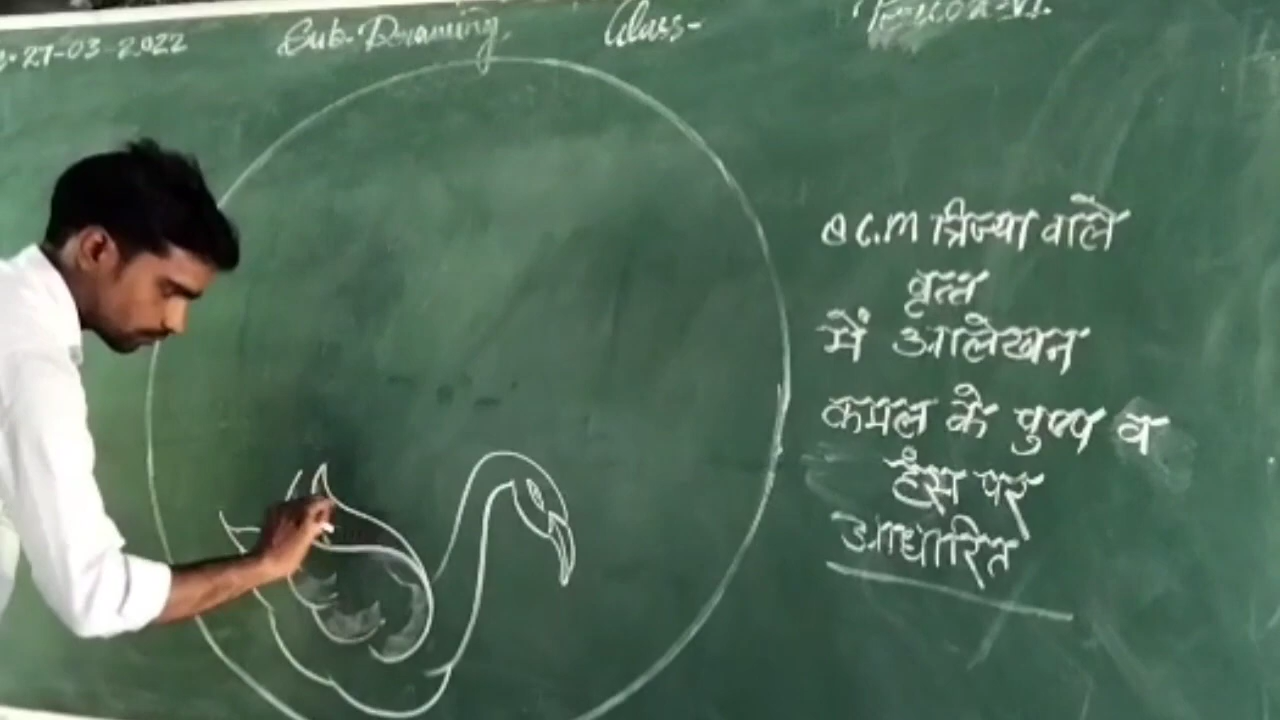 27-03-2022 Sub. Drawing. Class-
8 C.M त्रिज्या वाले
वृत्त
में आलेखन
कमल के पुष्प व
हंस पर
आधारित